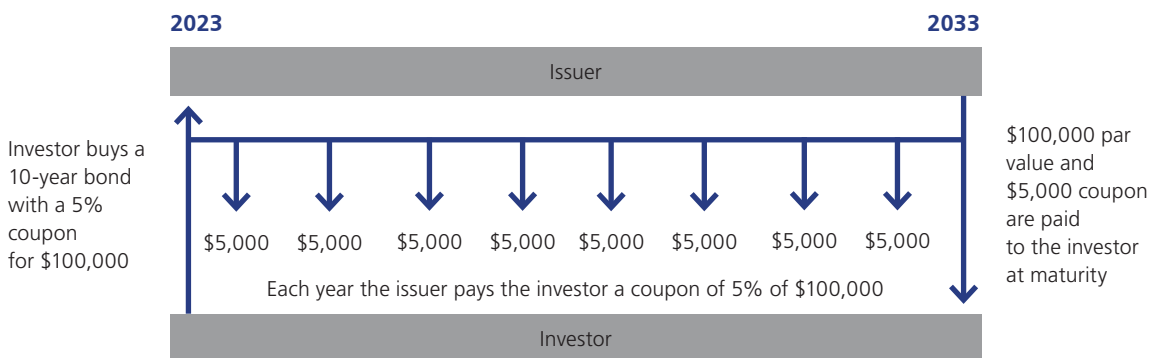 2023
2033
Issuer
Investor buys a
10-year bond
with a 5%
coupon
for $100,000
$5,000 $5,000 $5,000 $5,000 $5,000 $5,000 $5,000 $5,000
Each year the issuer pays the investor a coupon of 5% of $100,000
$100,000 par
value and
$5,000 coupon
are paid
to the investor
at maturity
Investor